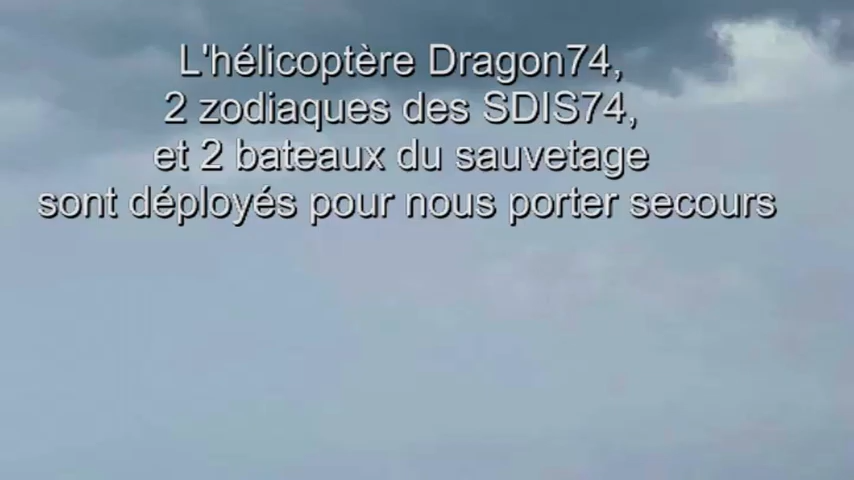 L'hélicoptère Dragon74,
2 zodiaques des SDIS74,
et 2 bateaux du sauvetage
sont déployés pour nous porter secours